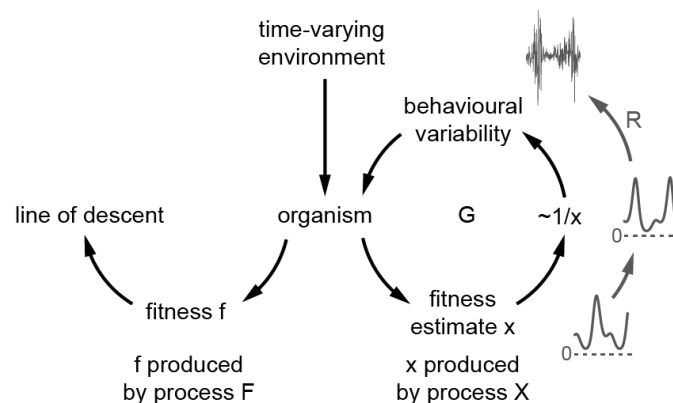 time-varying
environment
behavioural
variability
R
line of descent
organism
G
~1/x
0
fitness f
fitness
estimate x
0
f produced
by process F
x produced
by process X